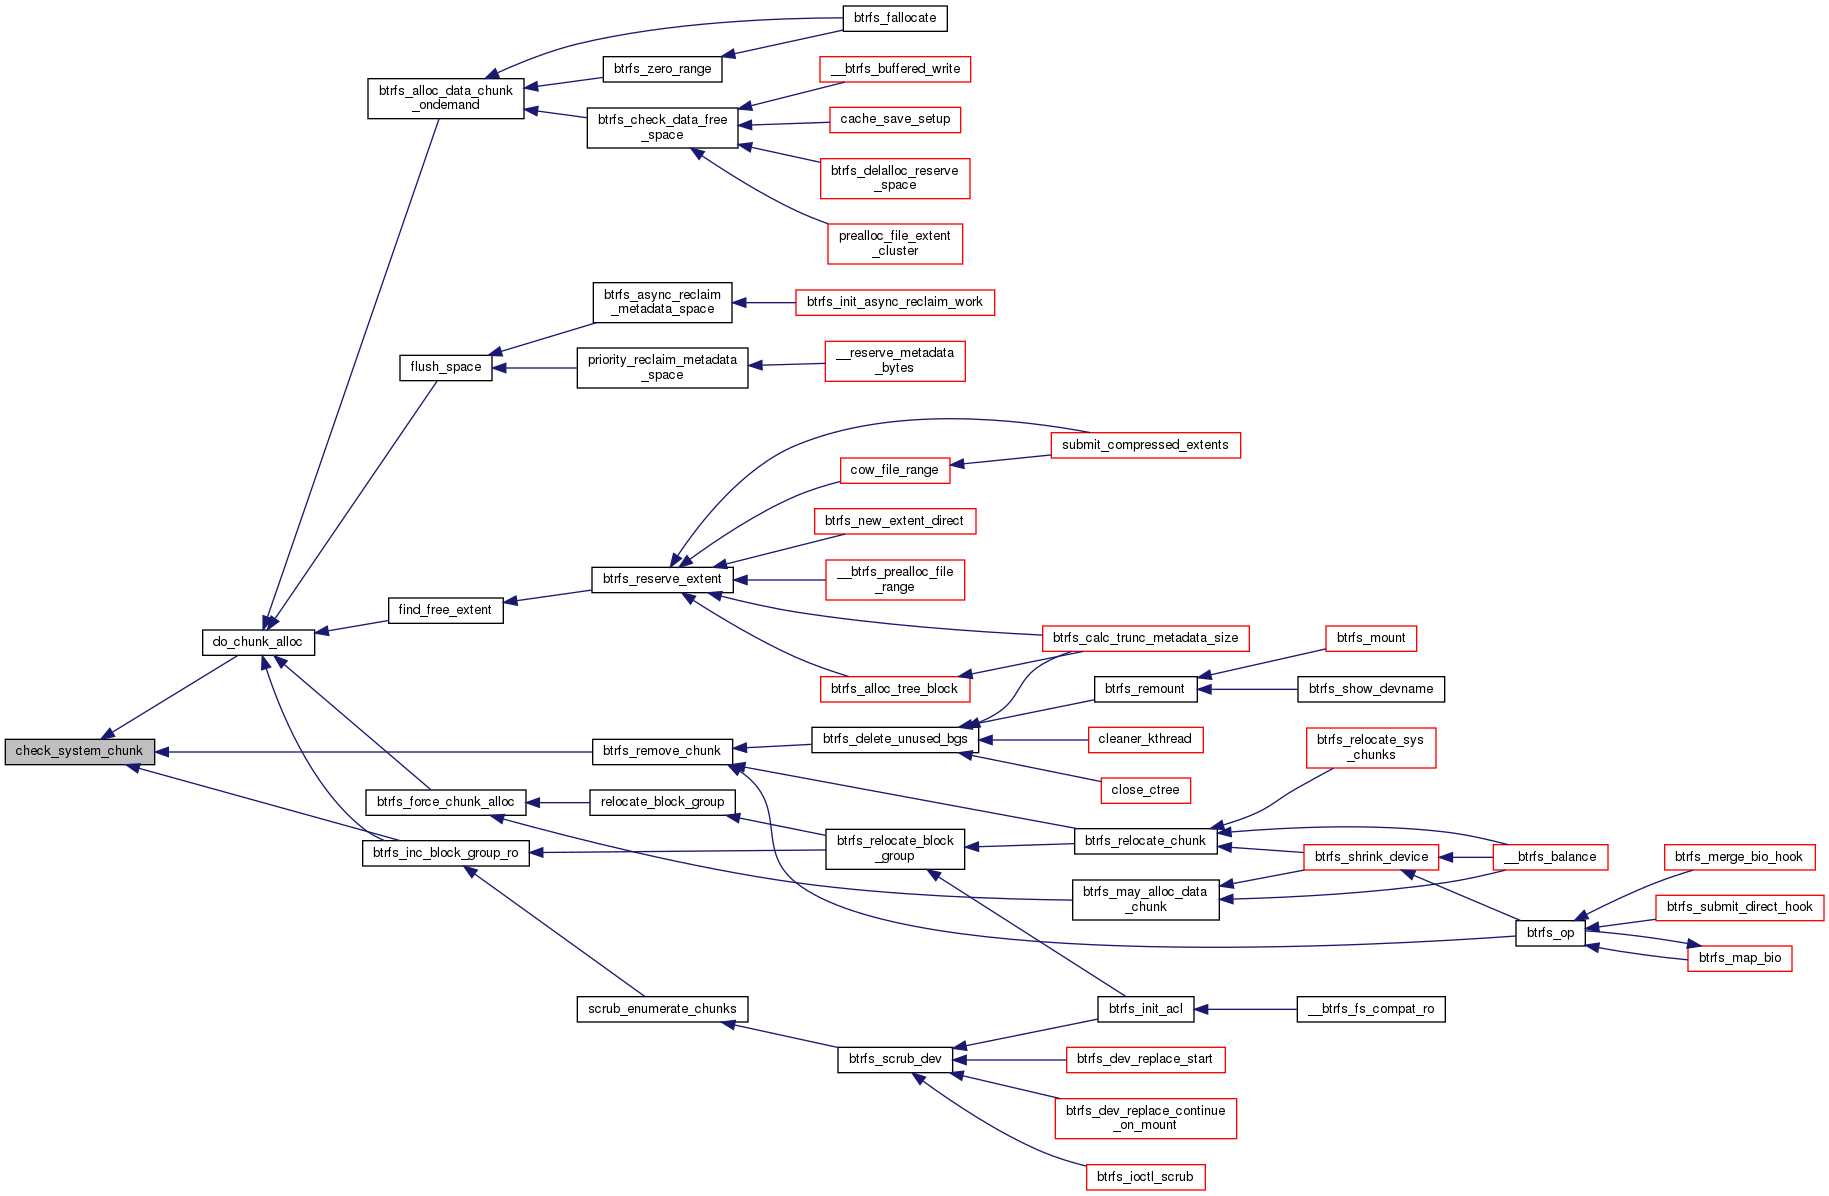 btrfs_fallocate
btrfs_zero_range
__btrfs_buffered_write
btrfs_alloc_data_chunk
_ondemand
btrfs_check_data_free
_space
cache_save_setup
btrfs_delalloc_reserve
_space
prealloc_file_extent
_cluster
btrfs_async_reclaim
_metadata_space
btrfs_init_async_reclaim_work
flush_space
priority_reclaim_metadata
_space
__reserve_metadata
_bytes
submit_compressed_extents
cow_file_range
btrfs_new_extent_direct
btrfs_reserve_extent
__btrfs_prealloc_file
_range
find_free_extent
do_chunk_alloc
btrfs_calc_trunc_metadata_size
btrfs_mount
btrfs_alloc_tree_block
btrfs_remount
btrfs_show_devname
check_system_chunk
btrfs_remove_chunk
btrfs_delete_unused_bgs
cleaner_kthread
btrfs_relocate_sys
_chunks
close_ctree
btrfs_force_chunk_alloc
relocate_block_group
btrfs_inc_block_group_ro
btrfs_relocate_block
_group
btrfs_relocate_chunk
btrfs_shrink_device
__btrfs_balance
btrfs_merge_bio_hook
btrfs_may_alloc_data
_chunk
btrfs_submit_direct_hook
btrfs_op
btrfs_map_bio
scrub_enumerate_chunks
btrfs_init_acl
__btrfs_fs_compat_ro
btrfs_scrub_dev
btrfs_dev_replace_start
btrfs_dev_replace_continue
_on_mount
btrfs_ioctl_scrub